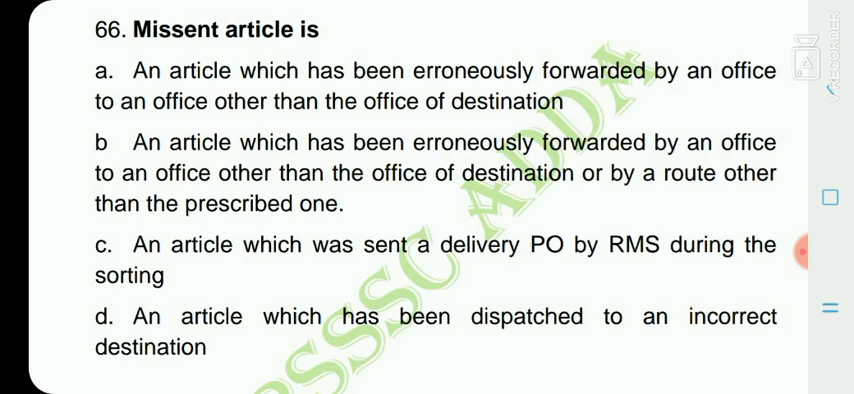 66. Missent article is
a. An article which has been erroneously forwarded by an office
to an office other than the office of destination
b An article which has been erroneously forwarded by an office
to an office other than the office of destination or by a route other
than the prescribed one.
c. An article which was sent a delivery PO by RMS during the
sorting
d. An article which has been dispatched to an incorrect
destination
SSSC ADDA
RECORDER